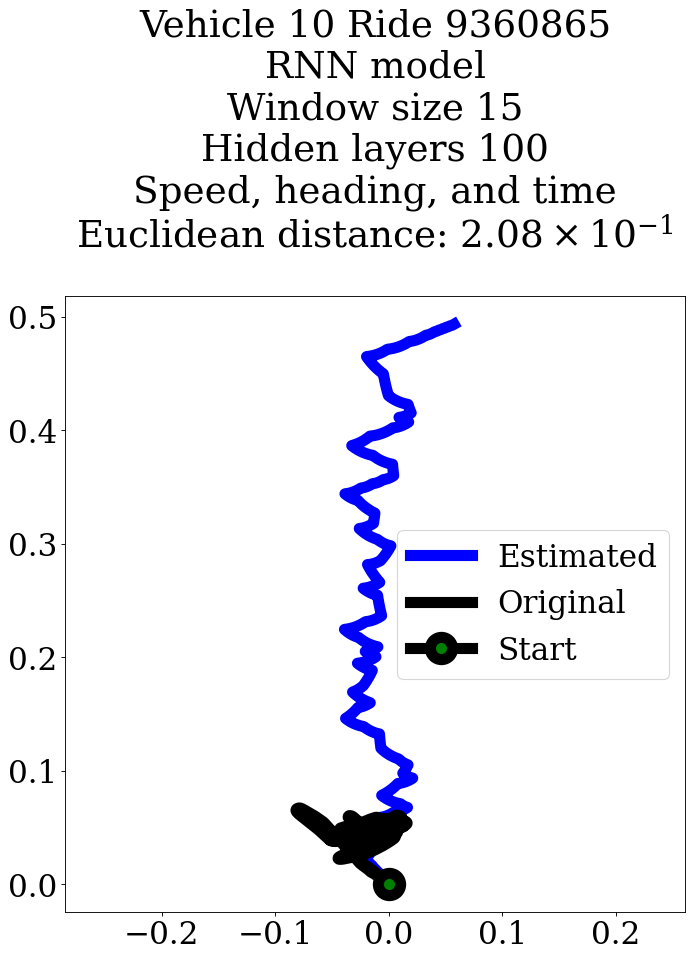 Vehicle 10 Ride 9360865
RNN model
Window size 15
Hidden layers 100
Speed, heading, and time
Euclidean distance: 2.08 × 10⁻¹
0.5
0.4
0.3
0.2
0.1
0.0
Estimated
Original
Start
−0.2 −0.1 0.0 0.1 0.2